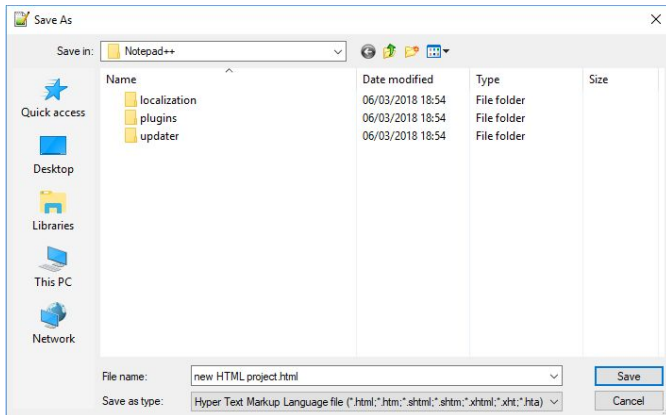 Save As
Save in: Notepad++
Name Date modified Type Size
localization 06/03/2018 18:54 File folder
plugins 06/03/2018 18:54 File folder
updater 06/03/2018 18:54 File folder
Quick access
Desktop
Libraries
This PC
Network
File name: new HTML project.html Save
Save as type: Hyper Text Markup Language file (*.html;*.htm;*.shtml;*.shtm;*.xhtml;*.xht;*.hta) Cancel